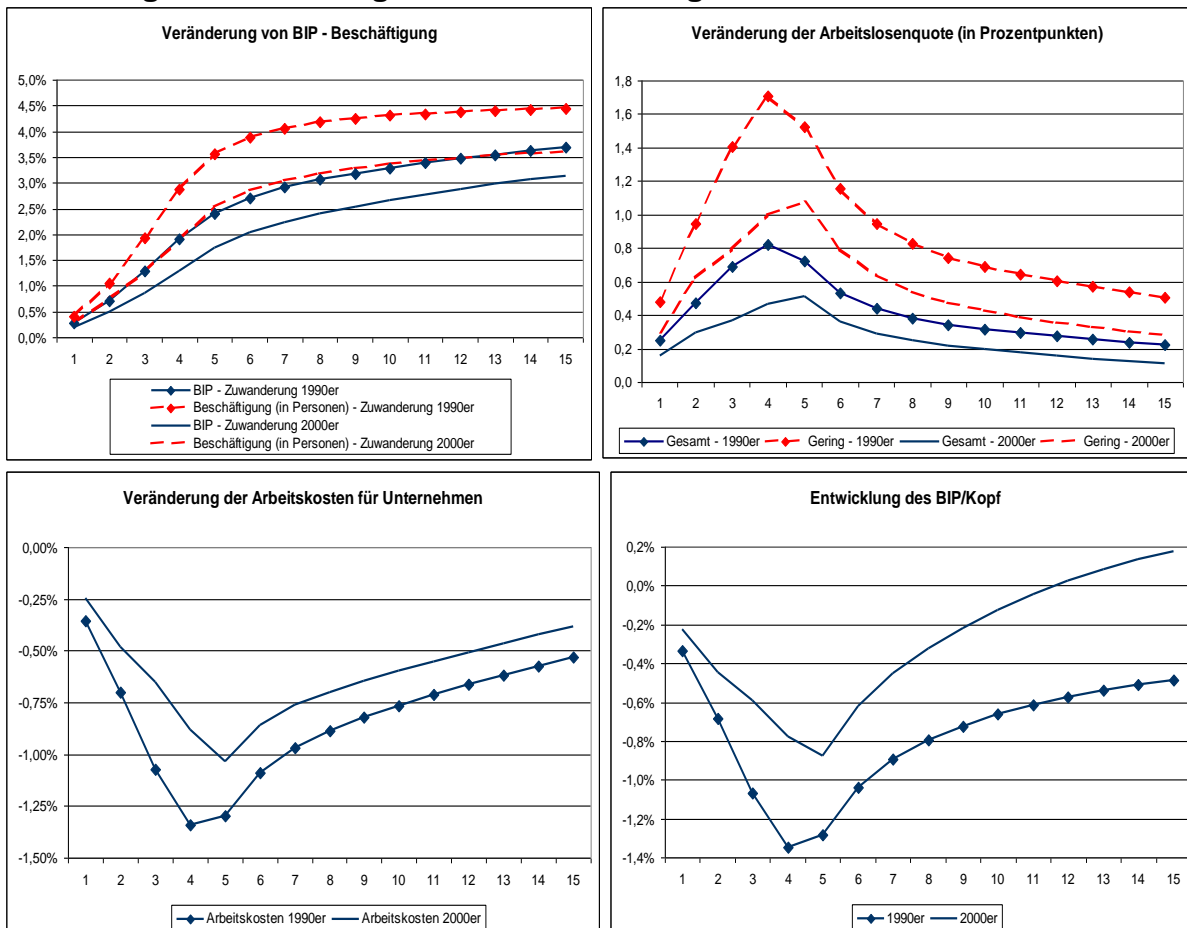 Veränderung von BIP - Beschäftigung
5,0%
4,5%
4,0%
3,5%
3,0%
2,5%
2,0%
1,5%
1,0%
0,5%
0,0%
1 2 3 4 5 6 7 8 9 10 11 12 13 14 15
BIP - Zuwanderung 1990er
Beschäftigung (in Personen) - Zuwanderung 1990er
BIP - Zuwanderung 2000er
Beschäftigung (in Personen) - Zuwanderung 2000er
Veränderung der Arbeitslosenquote (in Prozentpunkten)
1,8
1,6
1,4
1,2
1,0
0,8
0,6
0,4
0,2
0,0
1 2 3 4 5 6 7 8 9 10 11 12 13 14 15
Gesamt - 1990er Gering - 1990er Gesamt - 2000er Gering - 2000er
Veränderung der Arbeitskosten für Unternehmen
0,00%
-0,25%
-0,50%
-0,75%
-1,00%
-1,25%
-1,50%
1 2 3 4 5 6 7 8 9 10 11 12 13 14 15
Arbeitskosten 1990er Arbeitskosten 2000er
Entwicklung des BIP/Kopf
0,2%
0,0%
-0,2%
-0,4%
-0,6%
-0,8%
-1,0%
-1,2%
-1,4%
1 2 3 4 5 6 7 8 9 10 11 12 13 14 15
1990er 2000er